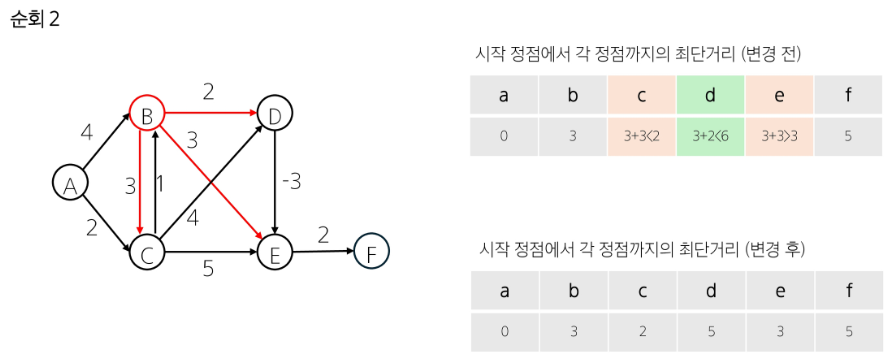 순회 2
시작 정점에서 각 정점까지의 최단거리 (변경 전)
a b c d e f
0 3 3+3<2 3+2<6 3+3>3 5
2
B D
4 3
3 1 -3
A
4
2
2
C E F
5
시작 정점에서 각 정점까지의 최단거리 (변경 후)
a b c d e f
0 3 2 5 3 5